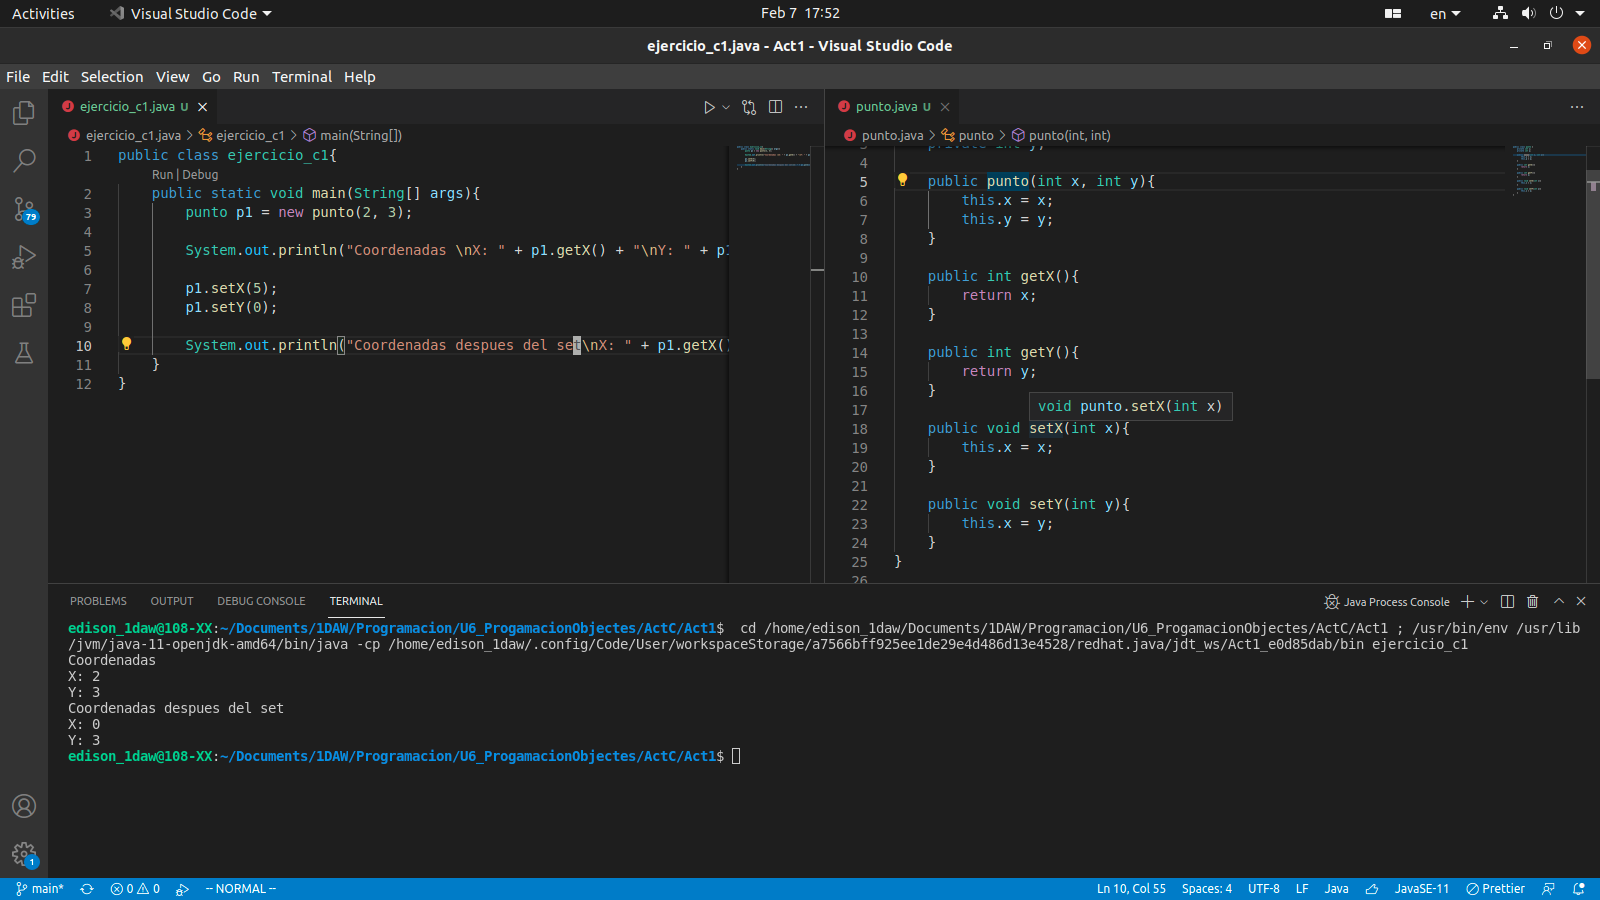 Activities Visual Studio Code Feb 7 17:52 en
ejercicio_c1.java - Act1 - Visual Studio Code
File Edit Selection View Go Run Terminal Help
ejercicio_c1.java U
ejercicio_c1.java > ejercicio_c1 > main(String[])
1 public class ejercicio_c1{
Run | Debug
2 public static void main(String[] args){
3 punto p1 = new punto(2, 3);
4
5 System.out.println("Coordenadas \nX: " + p1.getX() + "\nY: " + p1
6
7 p1.setX(5);
8 p1.setY(0);
9
10 System.out.println("Coordenadas despues del set\nX: " + p1.getX()
11 }
12 }
punto.java U
punto.java > punto > punto(int, int)
3 private int y;
4
5 public punto(int x, int y){
6 this.x = x;
7 this.y = y;
8 }
9
10 public int getX(){
11 return x;
12 }
13
14 public int getY(){
15 return y;
16 }
17
void punto.setX(int x)
18 public void setX(int x){
19 this.x = x;
20 }
21
22 public void setY(int y){
23 this.x = y;
24 }
25 }
26
79
1
PROBLEMS OUTPUT DEBUG CONSOLE TERMINAL Java Process Console
edison_1daw@108-XX:~/Documents/1DAW/Programacion/U6_ProgamacionObjectes/ActC/Act1$ cd /home/edison_1daw/Documents/1DAW/Programacion/U6_ProgamacionObjectes/ActC/Act1 ; /usr/bin/env /usr/lib
/jvm/java-11-openjdk-amd64/bin/java -cp /home/edison_1daw/.config/Code/User/workspaceStorage/a7566bff925ee1de29e4d486d13e4528/redhat.java/jdt_ws/Act1_e0d85dab/bin ejercicio_c1
Coordenadas
X: 2
Y: 3
Coordenadas despues del set
X: 0
Y: 3
edison_1daw@108-XX:~/Documents/1DAW/Programacion/U6_ProgamacionObjectes/ActC/Act1$
main* 0 0 -- NORMAL -- Ln 10, Col 55 Spaces: 4 UTF-8 LF Java JavaSE-11 Prettier